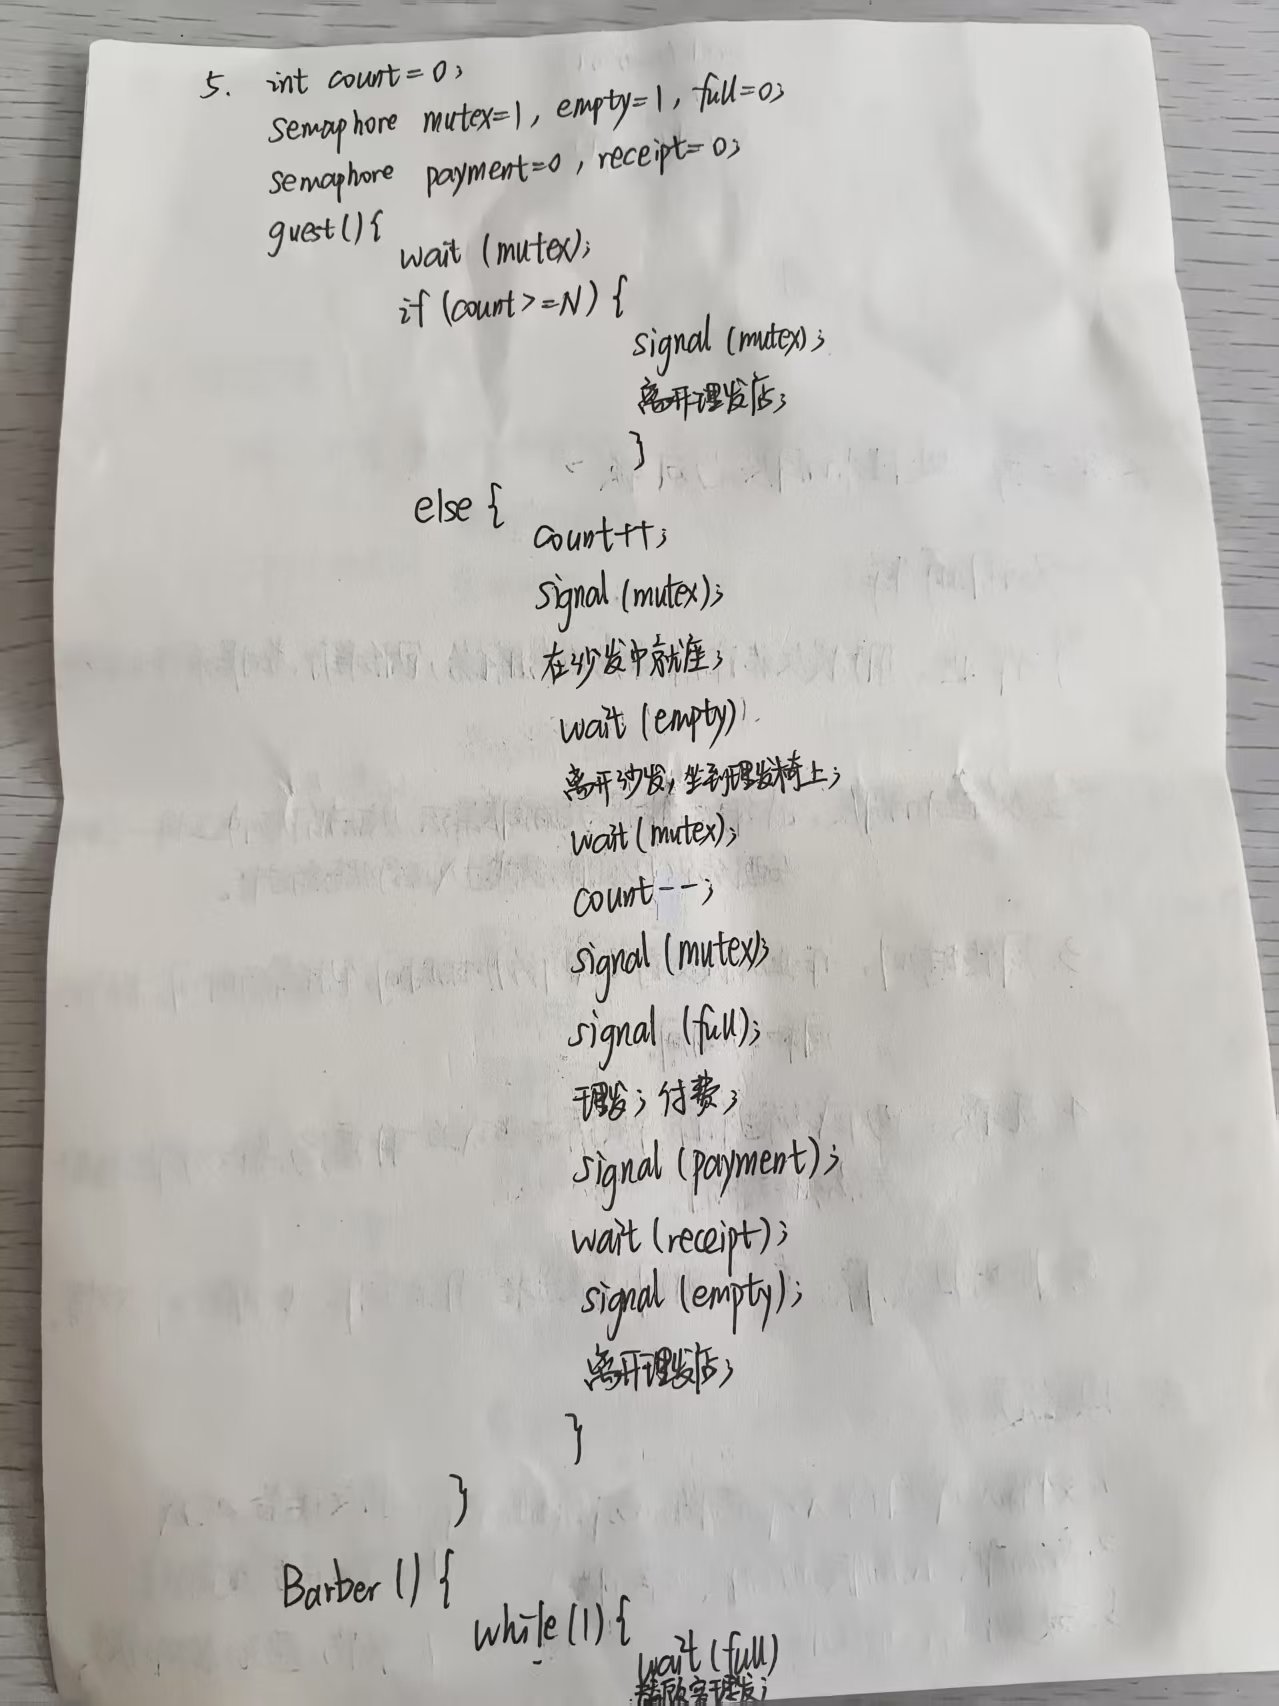 5. int count=0;
semaphore mutex=1, empty=1, full=0;
semaphore payment=0, receipt=0;
guest(){
wait (mutex);
if (count>=N) {
signal (mutex);
离开理发店;
}
else {
count++;
signal (mutex);
在沙发中就座;
wait (empty);
离开沙发,坐到理发椅上;
wait (mutex);
count--;
signal (mutex);
signal (full);
理发; 付费;
signal (payment);
wait (receipt);
signal (empty);
离开理发店;
}
}
Barber () {
while (1) {
wait (full)
替顾客理发;